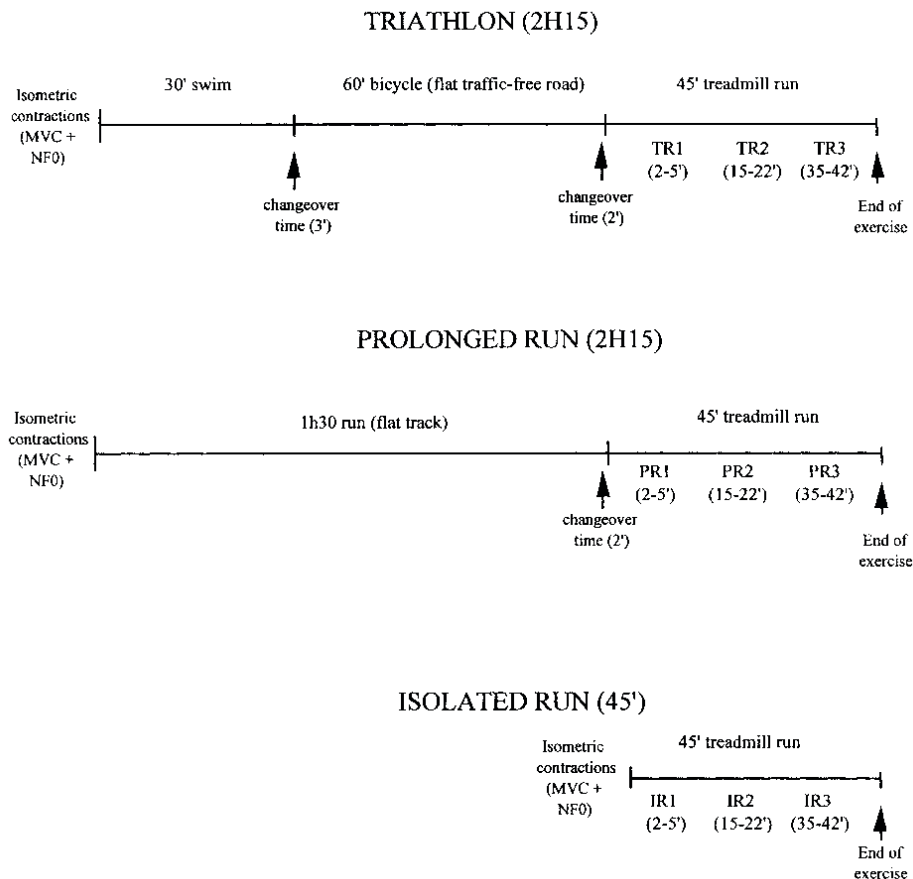 TRIATHLON (2H15)
30' swim
60' bicycle (flat traffic-free road)
45' treadmill run
Isometric
contractions
(MVC +
NF0)
TR1
(2-5')
TR2
(15-22')
TR3
(35-42')
changeover
time (3')
changeover
time (2')
End of
exercise
PROLONGED RUN (2H15)
Isometric
contractions
(MVC +
NF0)
1h30 run (flat track)
45' treadmill run
PR1
(2-5')
PR2
(15-22')
PR3
(35-42')
changeover
time (2')
End of
exercise
ISOLATED RUN (45')
Isometric
contractions
(MVC +
NF0)
45' treadmill run
IR1
(2-5')
IR2
(15-22')
IR3
(35-42')
End of
exercise